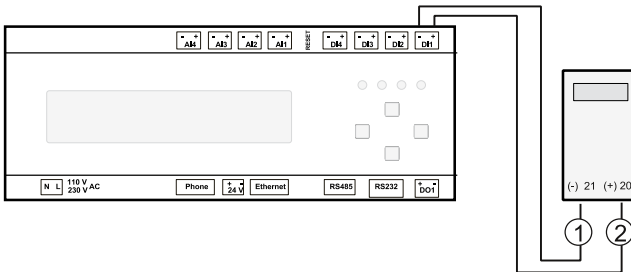 - + - + - + - + - + - + - + - +
AI4 AI3 AI2 AI1 RESET DI4 DI3 DI2 DI1
N L 110 V 230 V AC Phone + - 24 V Ethernet RS485 RS232 + - DO1
(-) 21 (+) 20
1 2